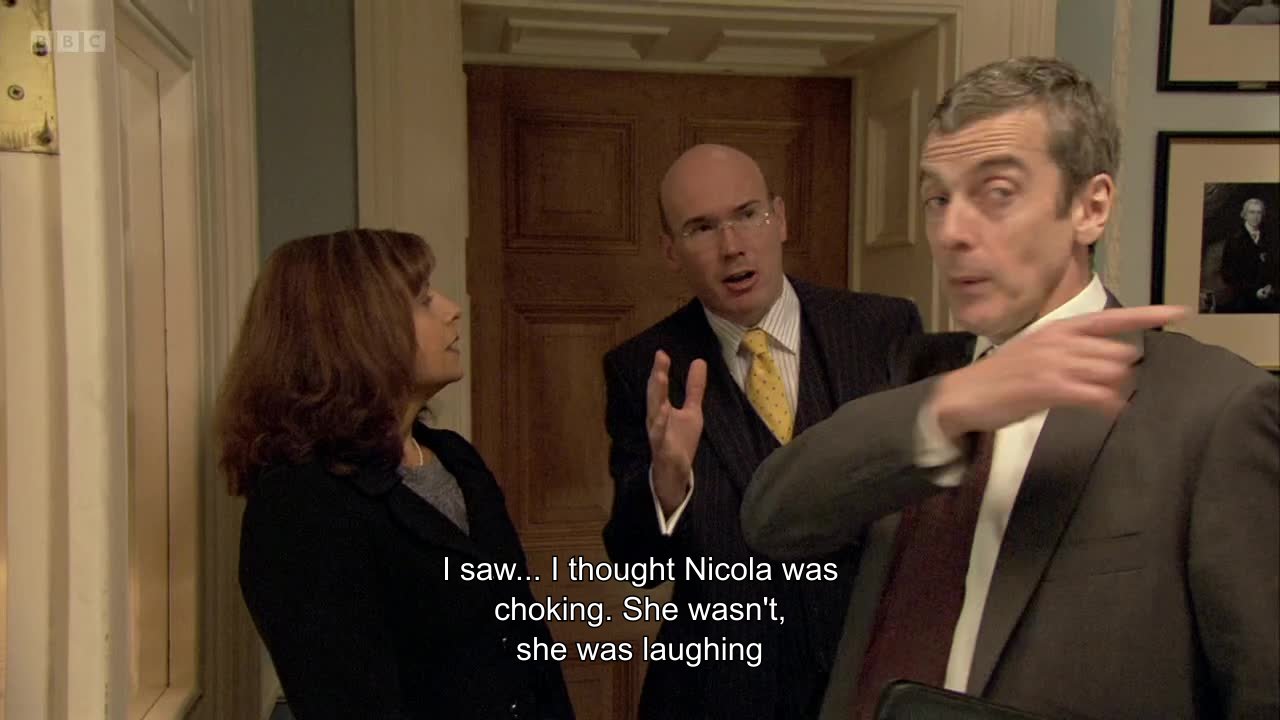 BBC
I saw... I thought Nicola was
choking. She wasn't,
she was laughing